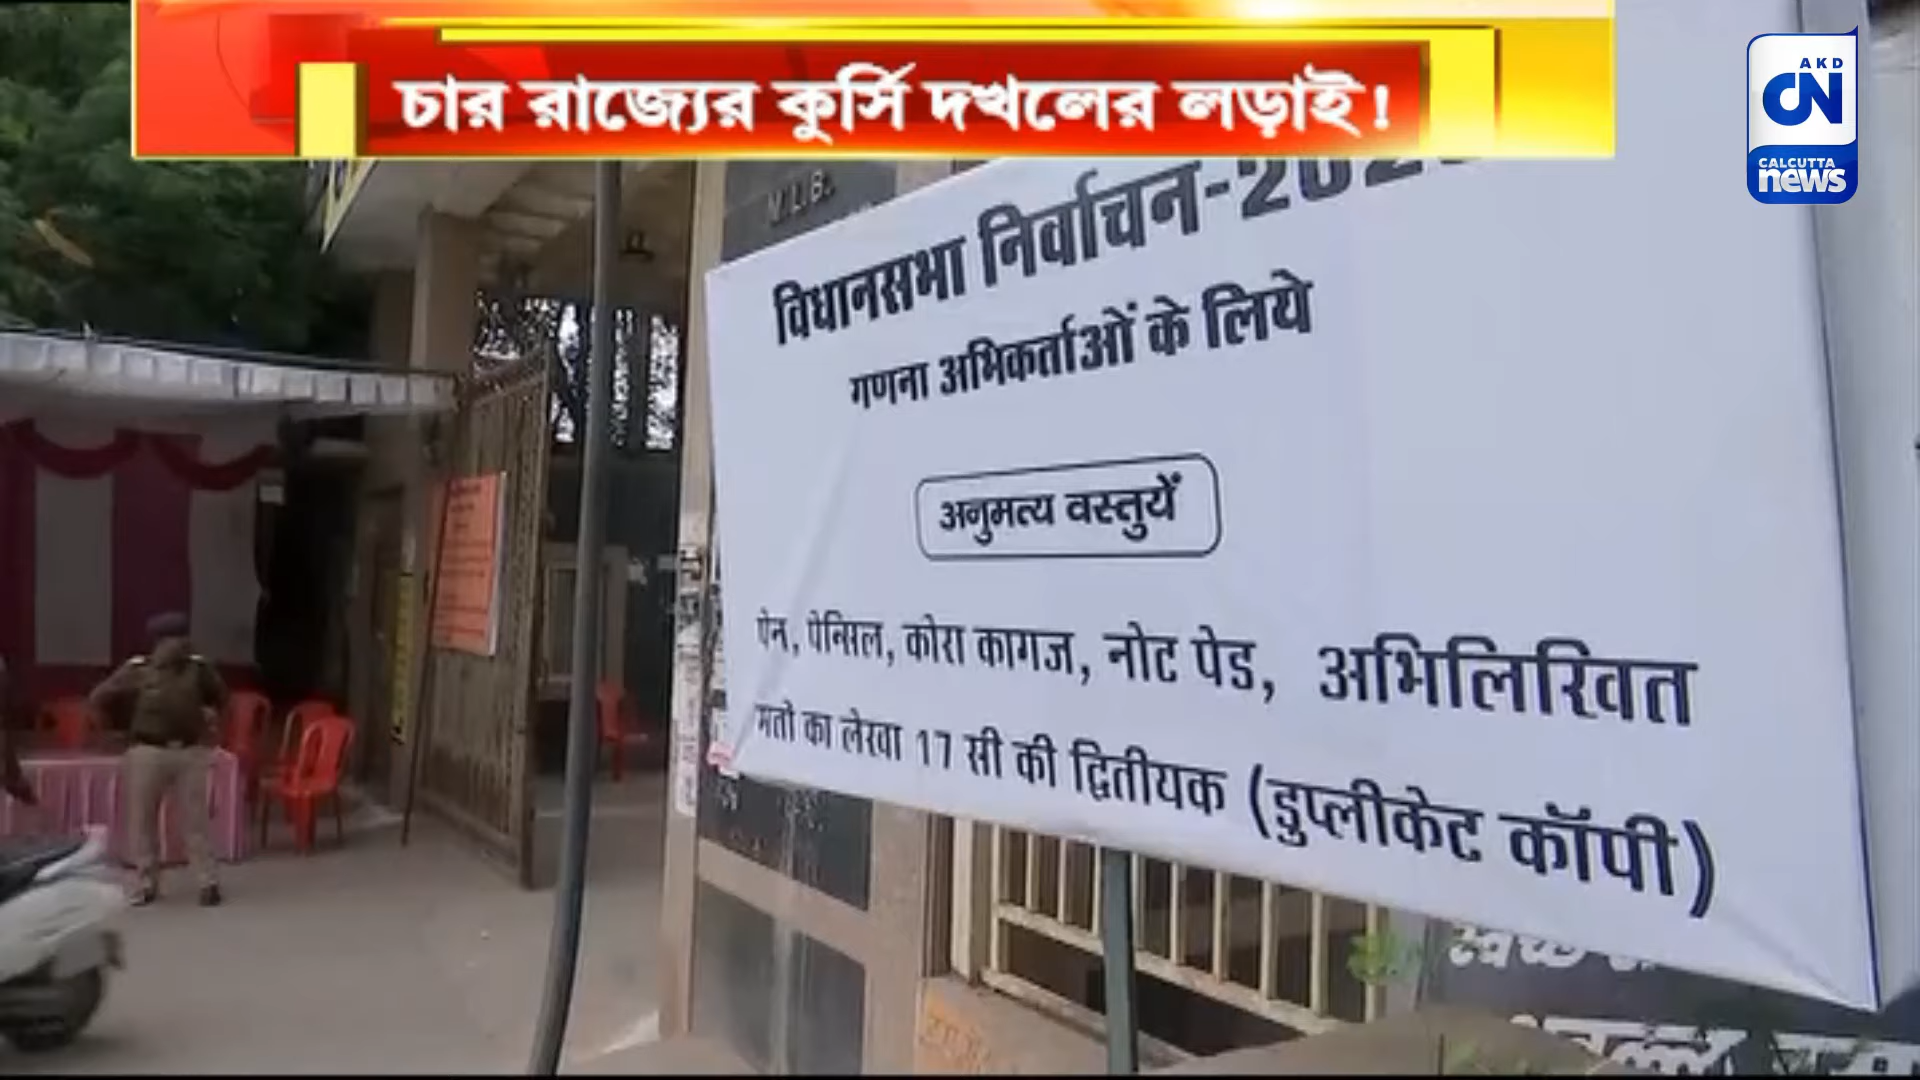 চার রাজ্যের কুর্সি দখলের লড়াই!
AKD
CN
CALCUTTA
news
M.L.B.
विधानसभा निर्वाचन-202
गणना अभिकर्ताओं के लिये
अनुमत्य वस्तुयें
पेन, पेन्सिल, कोरा कागज, नोट पेड, अभिलिखित
मतो का लेखा 17 सी की द्वितीयक (डुप्लीकेट कॉपी)